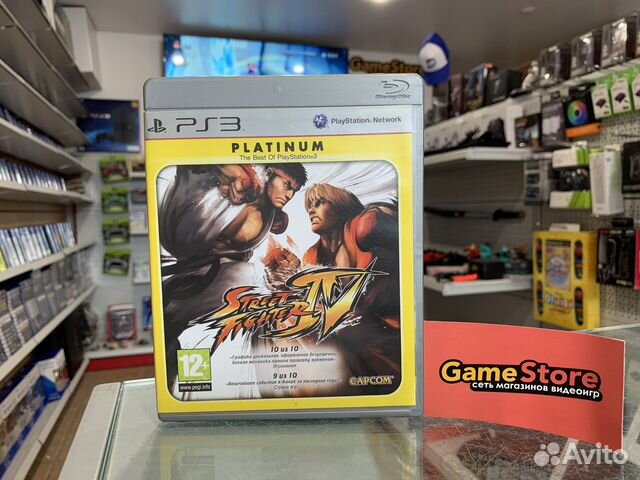 GameStore
Blu-ray Disc
PS3
PlayStation® Network
PLATINUM
The Best Of PlayStation®3
STREET FIGHTER IV
10 из 10
«Графика уникальная, оформление безупречное,
боевая механика прошла проверку временем».
Игромания
9 из 10
«Величайшее событие в жанре за последние годы».
Страна игр
12+
www.pegi.info
CAPCOM
GameStore
сеть магазинов видеоигр
Avito